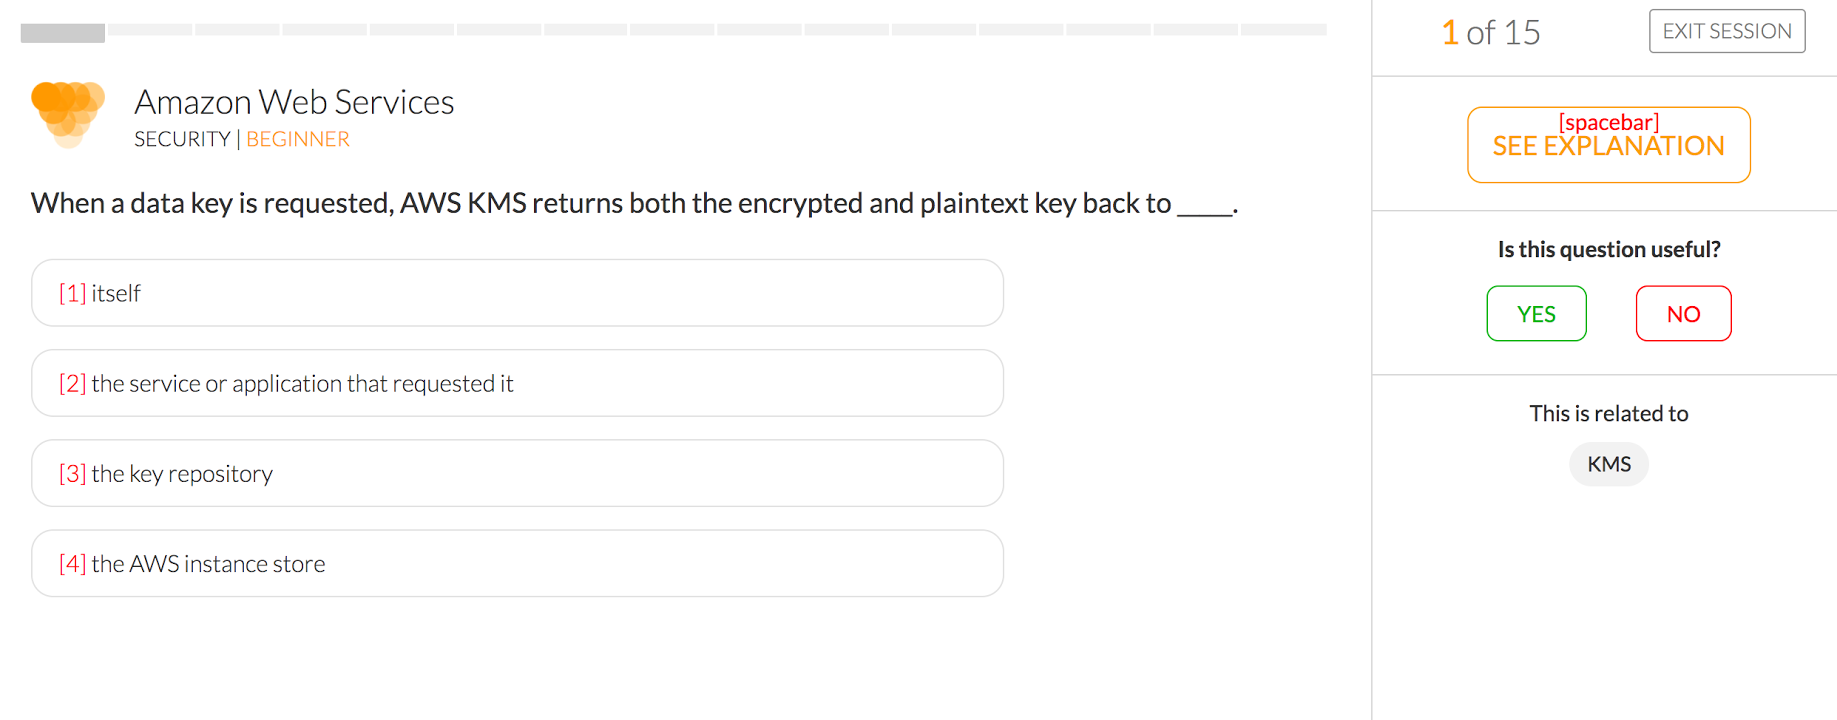 Amazon Web Services
SECURITY | BEGINNER
When a data key is requested, AWS KMS returns both the encrypted and plaintext key back to _____.
[1] itself
[2] the service or application that requested it
[3] the key repository
[4] the AWS instance store
1 of 15
EXIT SESSION
[spacebar]
SEE EXPLANATION
Is this question useful?
YES
NO
This is related to
KMS